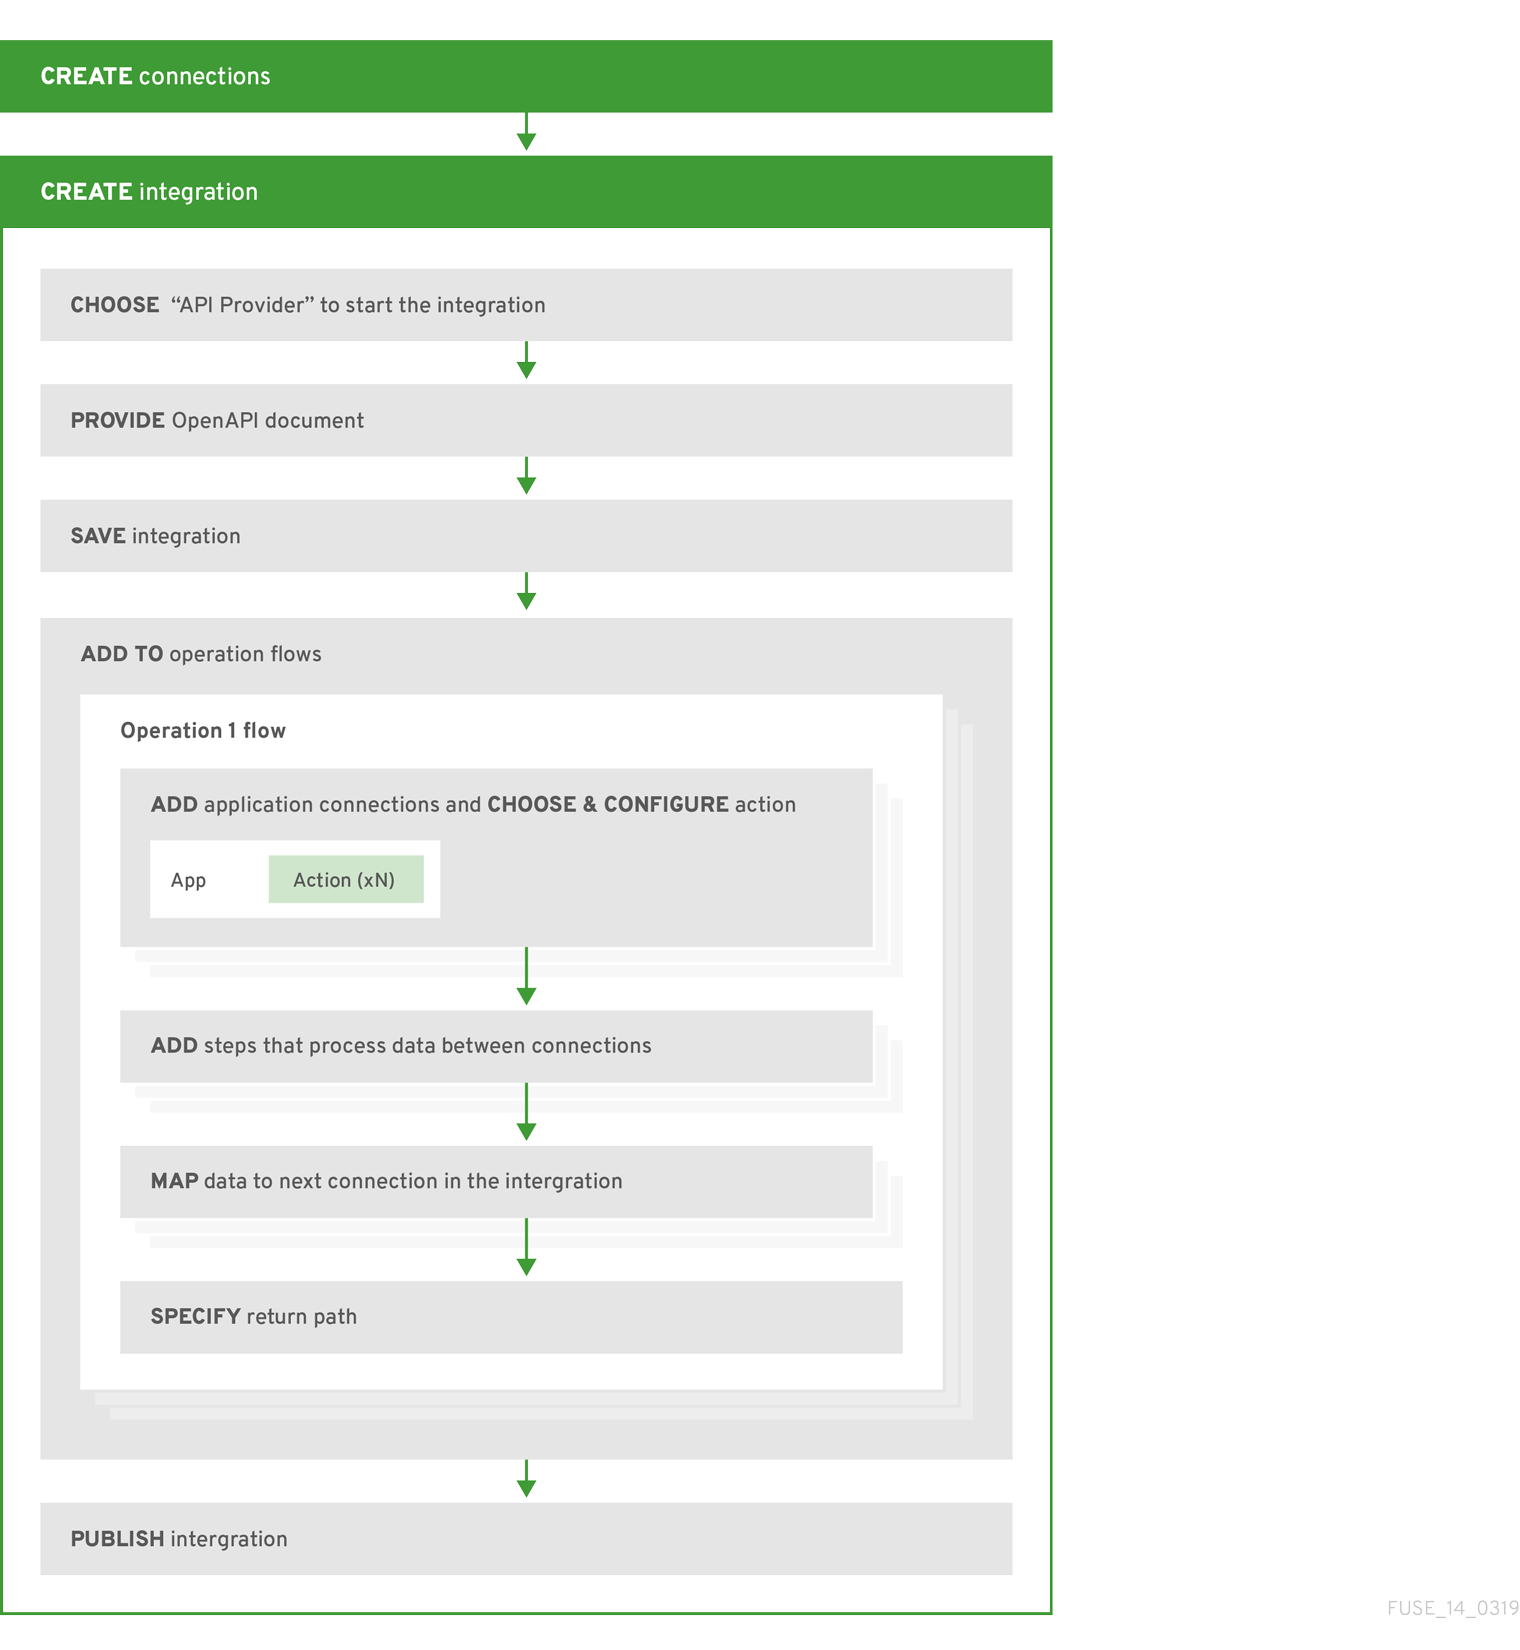 CREATE connections
CREATE integration
CHOOSE “API Provider” to start the integration
PROVIDE OpenAPI document
SAVE integration
ADD TO operation flows
Operation 1 flow
ADD application connections and CHOOSE & CONFIGURE action
App Action (xN)
ADD steps that process data between connections
MAP data to next connection in the intergration
SPECIFY return path
PUBLISH intergration
FUSE_14_0319